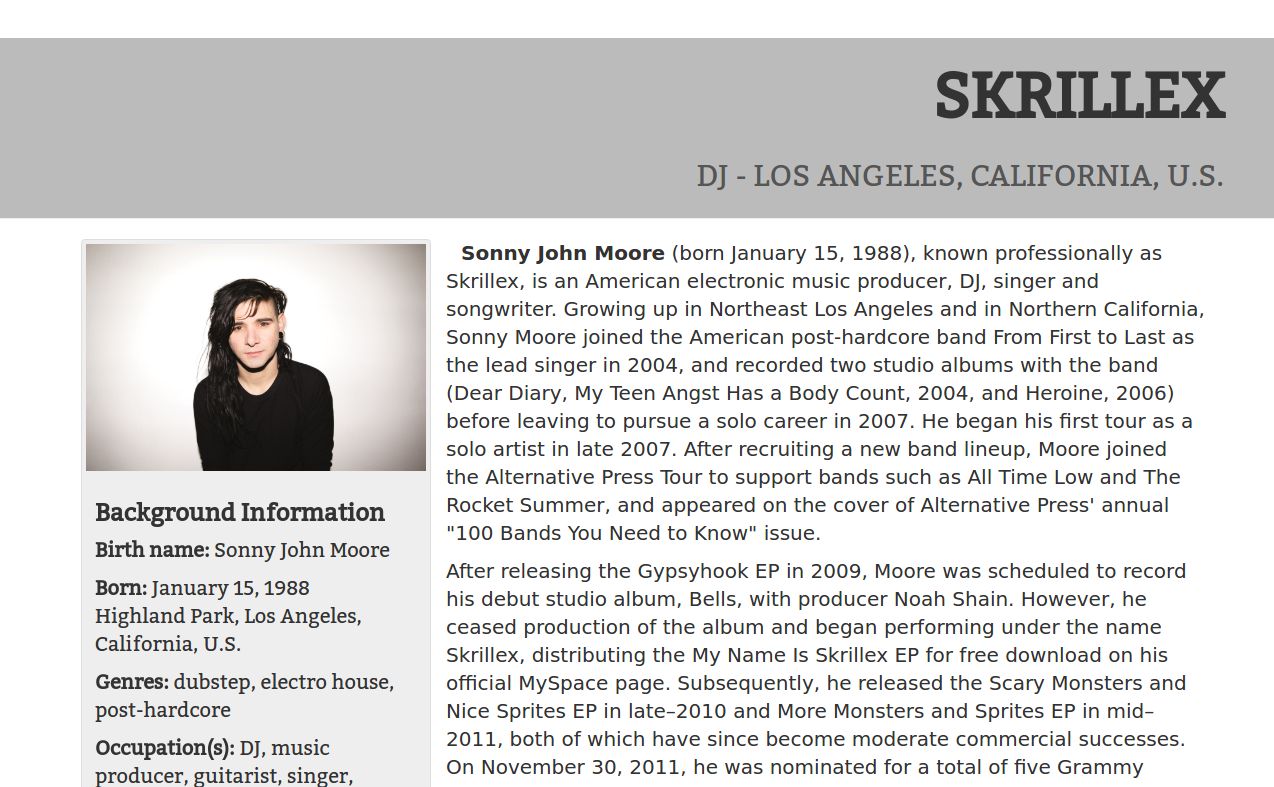 SKRILLEX
DJ - LOS ANGELES, CALIFORNIA, U.S.
Background Information
Birth name: Sonny John Moore
Born: January 15, 1988
Highland Park, Los Angeles,
California, U.S.
Genres: dubstep, electro house,
post-hardcore
Occupation(s): DJ, music
producer, guitarist, singer,
Sonny John Moore (born January 15, 1988), known professionally as
Skrillex, is an American electronic music producer, DJ, singer and
songwriter. Growing up in Northeast Los Angeles and in Northern California,
Sonny Moore joined the American post-hardcore band From First to Last as
the lead singer in 2004, and recorded two studio albums with the band
(Dear Diary, My Teen Angst Has a Body Count, 2004, and Heroine, 2006)
before leaving to pursue a solo career in 2007. He began his first tour as a
solo artist in late 2007. After recruiting a new band lineup, Moore joined
the Alternative Press Tour to support bands such as All Time Low and The
Rocket Summer, and appeared on the cover of Alternative Press' annual
"100 Bands You Need to Know" issue.
After releasing the Gypsyhook EP in 2009, Moore was scheduled to record
his debut studio album, Bells, with producer Noah Shain. However, he
ceased production of the album and began performing under the name
Skrillex, distributing the My Name Is Skrillex EP for free download on his
official MySpace page. Subsequently, he released the Scary Monsters and
Nice Sprites EP in late–2010 and More Monsters and Sprites EP in mid–
2011, both of which have since become moderate commercial successes.
On November 30, 2011, he was nominated for a total of five Grammy